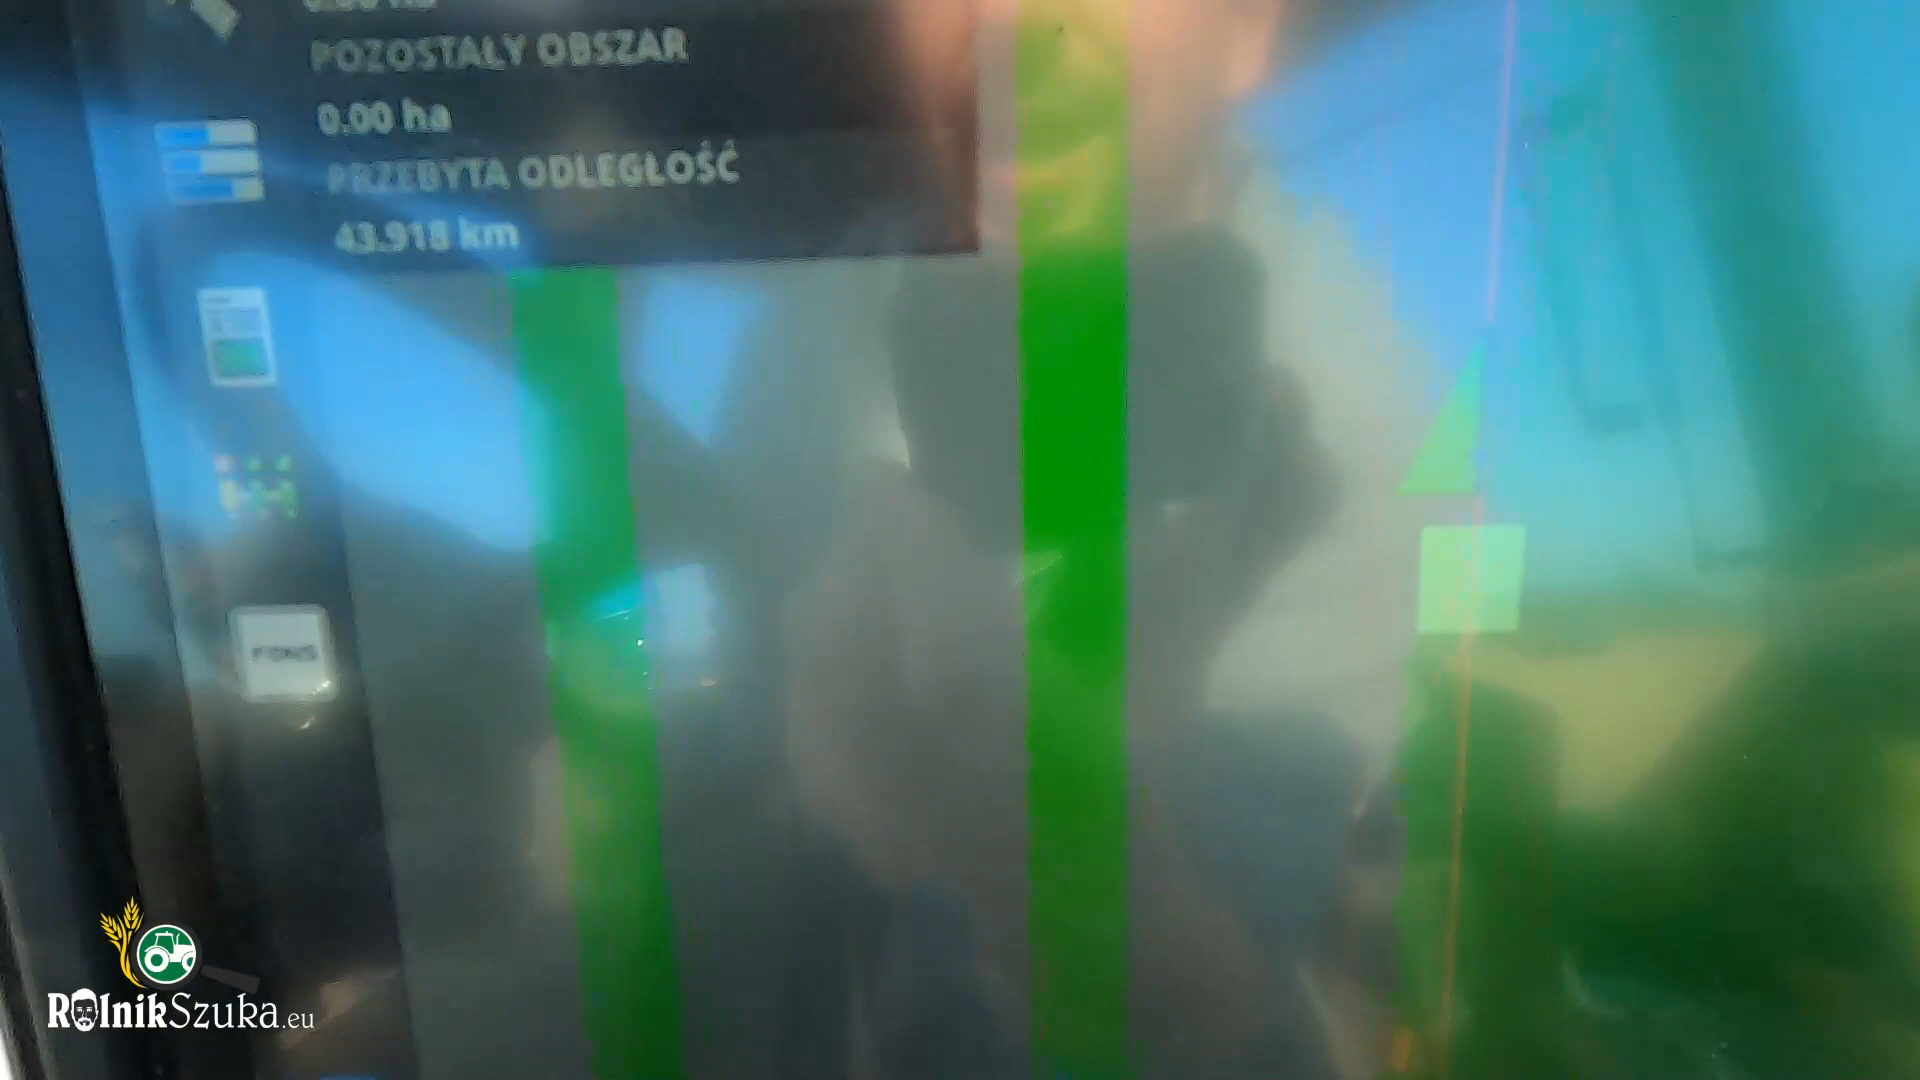 POZOSTAŁY OBSZAR
0.00 ha
PRZEBYTA ODLEGŁOŚĆ
43.918 km
RolnikSzuka.eu